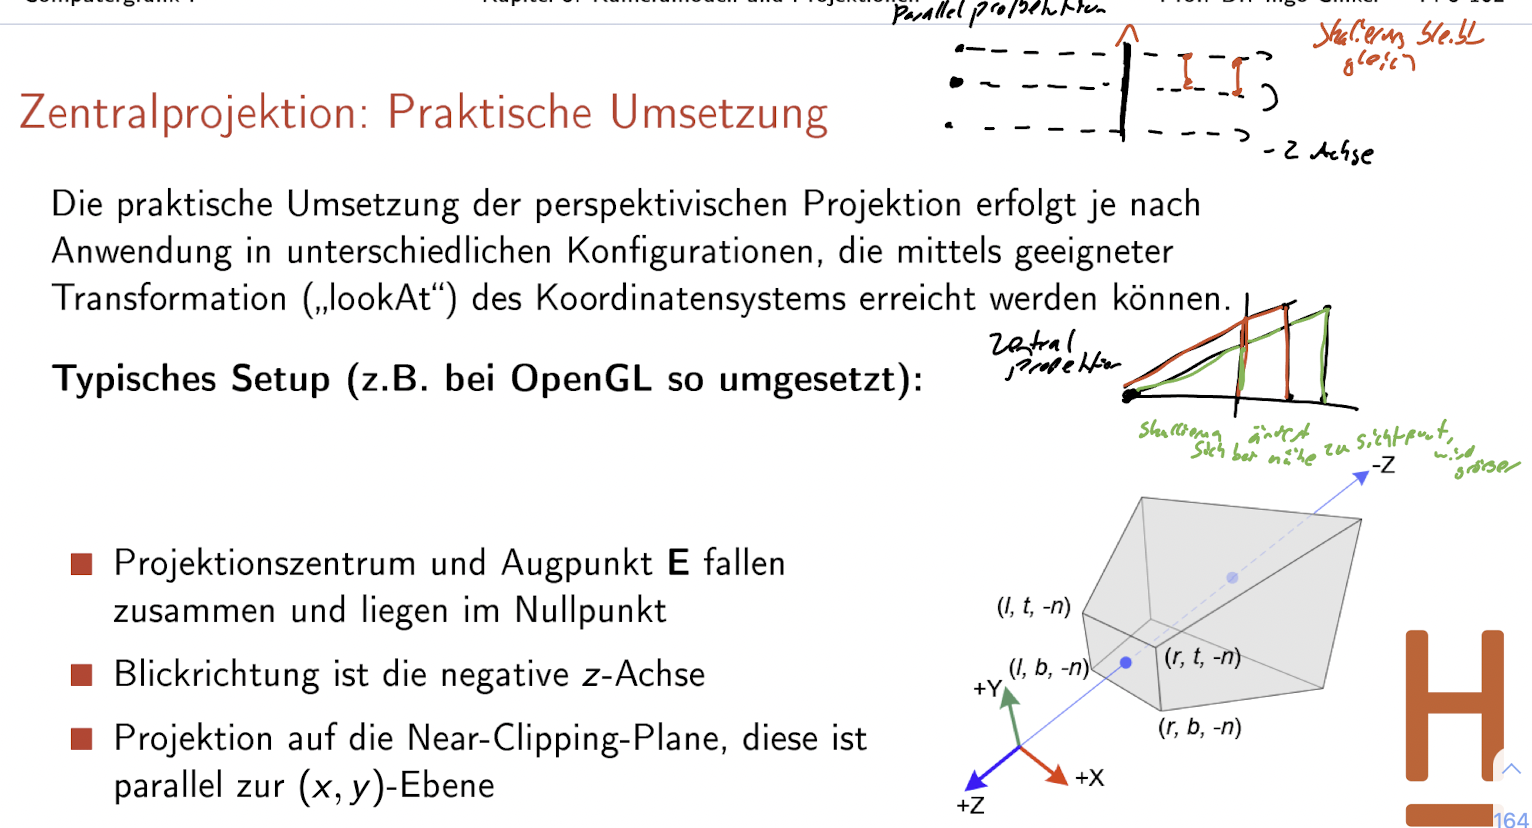 Parallel projektion
Skalierung bleibt
gleich
- Z Achse
Zentralprojektion: Praktische Umsetzung
Die praktische Umsetzung der perspektivischen Projektion erfolgt je nach
Anwendung in unterschiedlichen Konfigurationen, die mittels geeigneter
Transformation („lookAt“) des Koordinatensystems erreicht werden können.
Zentral
projektion
Typisches Setup (z.B. bei OpenGL so umgesetzt):
Skalierung ändert
sich bei nähe zu Sichtpunkt,
wird
grösser
-Z
Projektionszentrum und Augpunkt E fallen
zusammen und liegen im Nullpunkt
(l, t, -n)
(r, t, -n)
(l, b, -n)
Blickrichtung ist die negative z-Achse
+Y
(r, b, -n)
Projektion auf die Near-Clipping-Plane, diese ist
parallel zur (x, y)-Ebene
+X
+Z
H
164